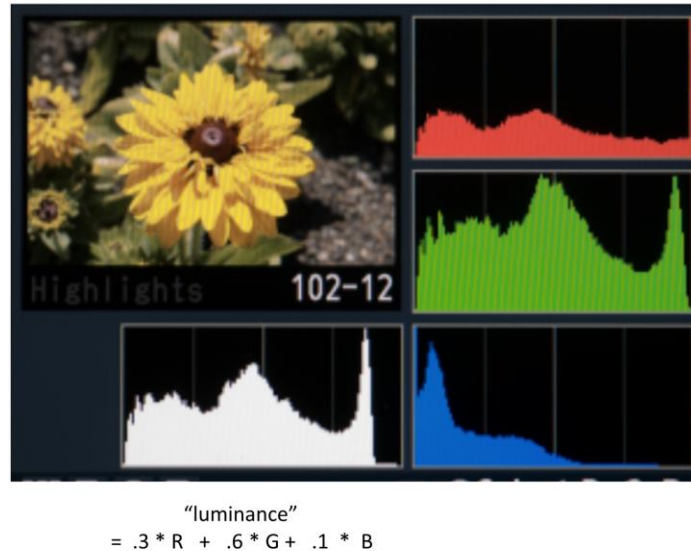 Highlights
102-12
“luminance”
= .3 * R + .6 * G + .1 * B